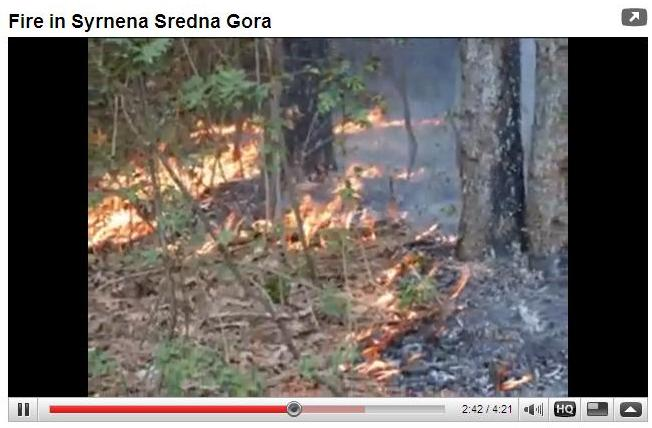 Fire in Syrnena Sredna Gora
2:42 / 4:21
HQ